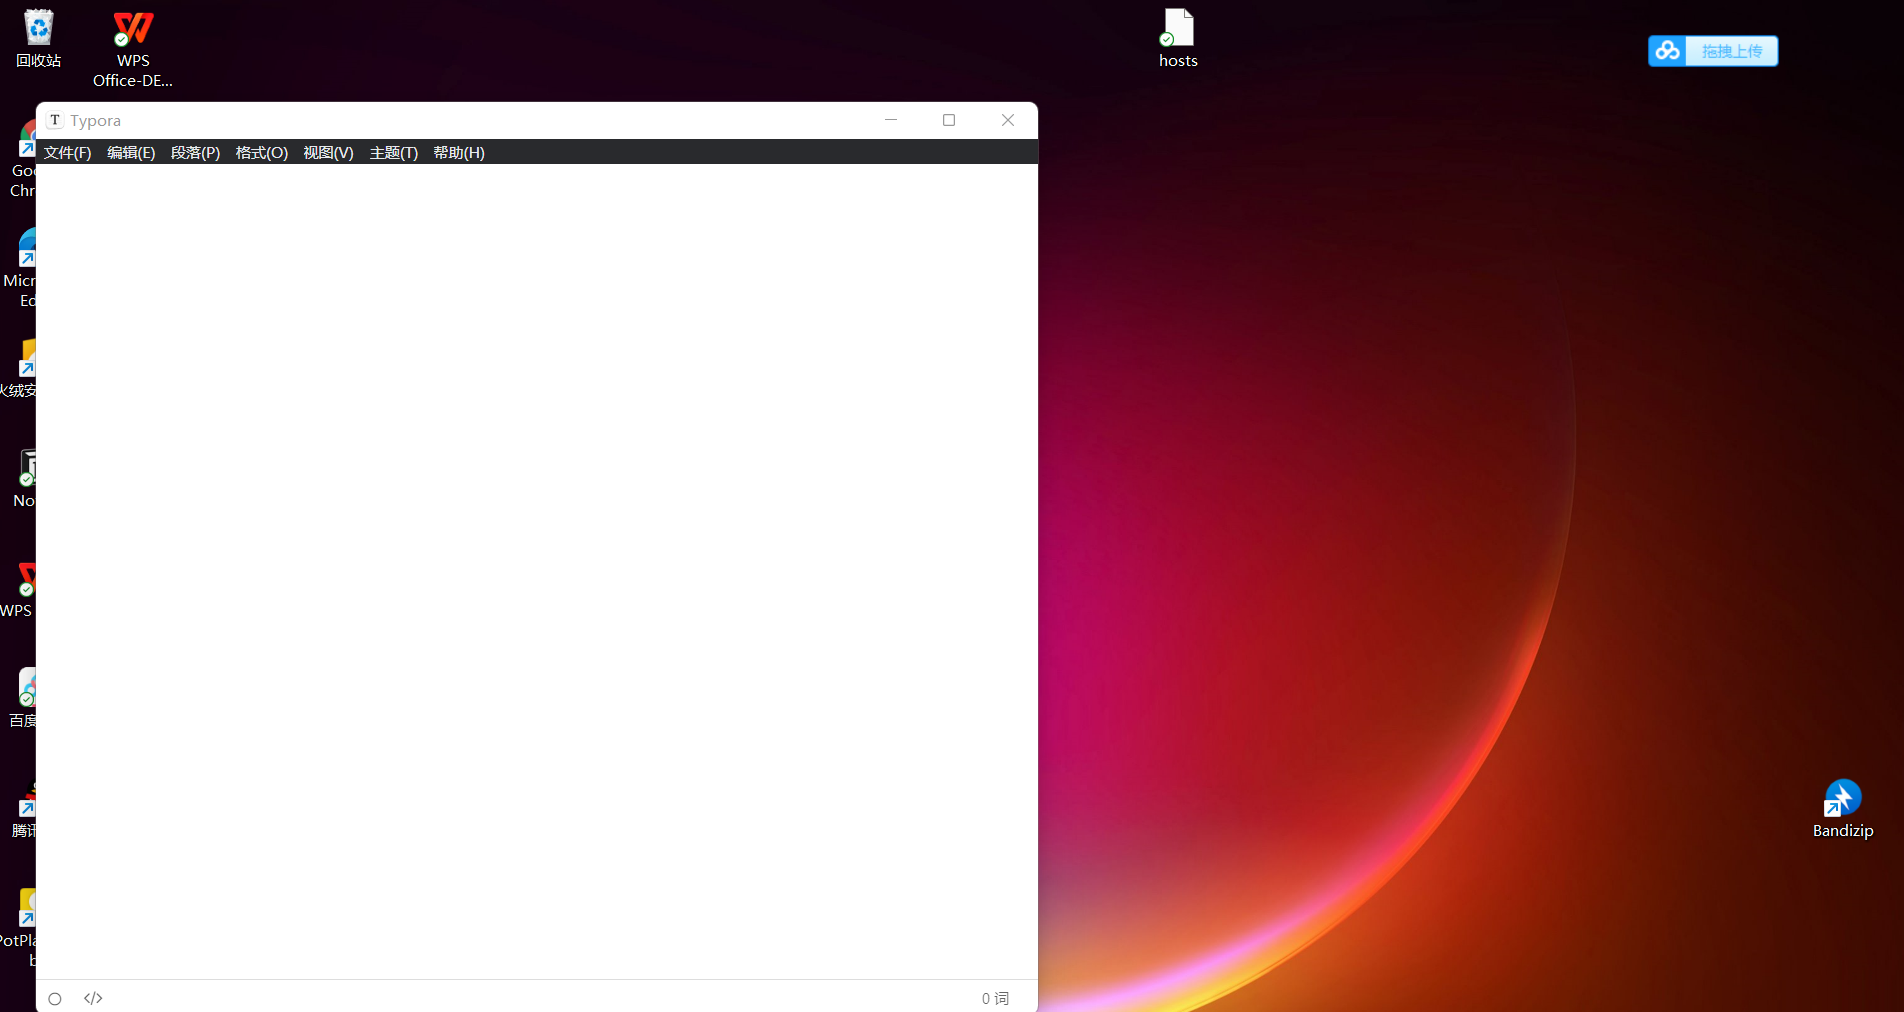 回收站
WPS
Office-DE...
hosts
拖拽上传
T Typora
文件(F) 编辑(E) 段落(P) 格式(O) 视图(V) 主题(T) 帮助(H)
Goo
Chr
Micr
Ed
火绒安
No
WPS
百度
腾讯
PotPla
b
Bandizip
</> 0 词